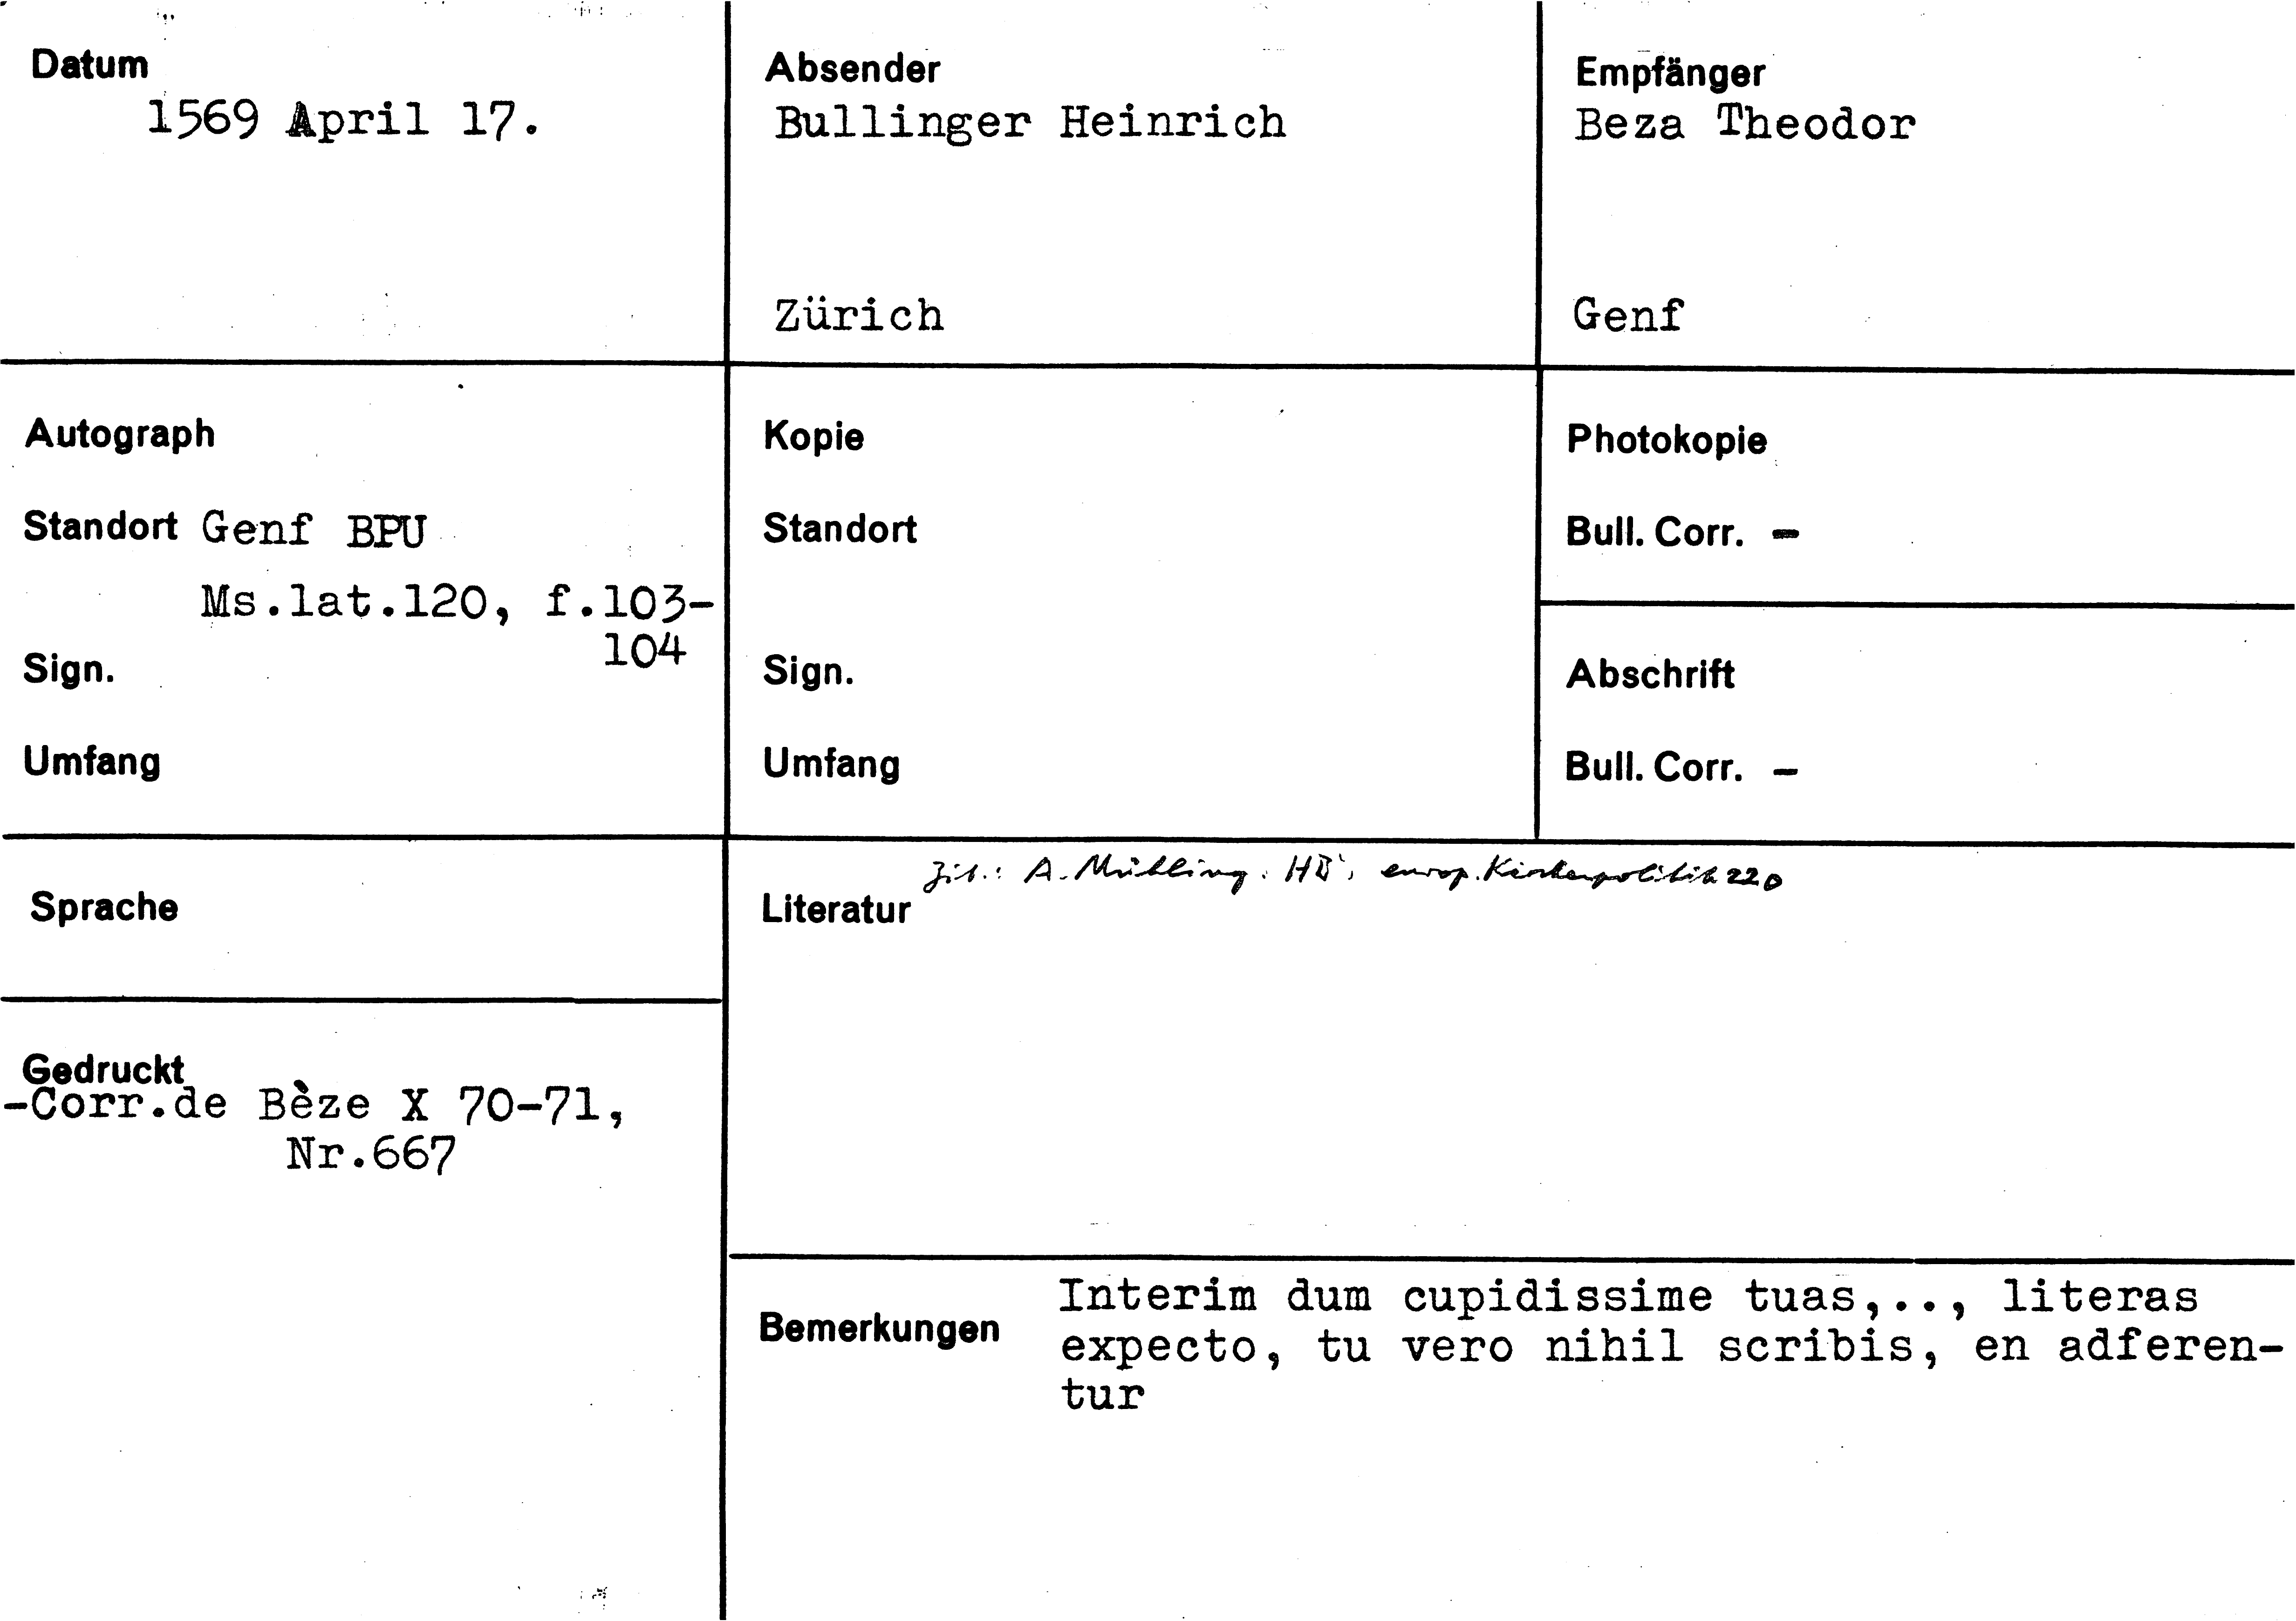 Datum
1569 April 17.
Absender
Bullinger Heinrich
Zürich
Empfänger
Beza Theodor
Genf
Autograph
Standort Genf BPU
Ms.lat.120, f.103-
104
Sign.
Umfang
Kopie
Standort
Sign.
Umfang
Photokopie
Bull. Corr. -
Abschrift
Bull. Corr. -
Sprache
Gedruckt
-Corr.de Bèze X 70-71,
Nr.667
Zit.: A. Mühling. HB's europ. Kirchenpolitik 220
Literatur
Bemerkungen
Interim dum cupidissime tuas,.., literas
expecto, tu vero nihil scribis, en adferen-
tur